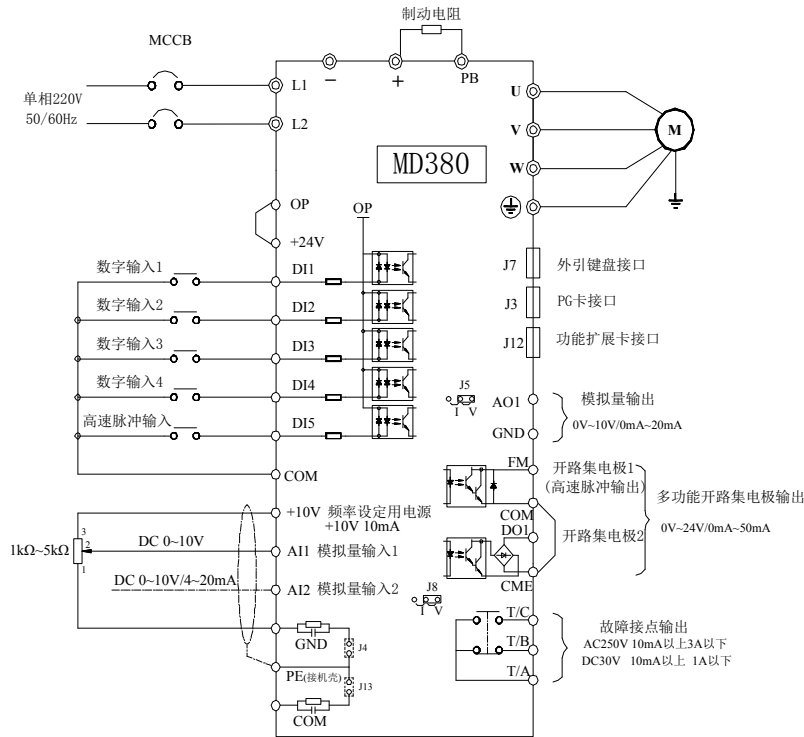 制动电阻
MCCB
－
+
PB
L1
单相220V
50/60Hz
L2
U
V
M
W
MD380
OP
OP
+24V
数字输入1
DI1
数字输入2
DI2
数字输入3
DI3
数字输入4
DI4
高速脉冲输入
DI5
COM
J7
外引键盘接口
J3
PG卡接口
J12
功能扩展卡接口
J5
I V
AO1
GND
模拟量输出
0V~10V/0mA~20mA
FM
开路集电极1
(高速脉冲输出)
COM
DO1
开路集电极2
CME
多功能开路集电极输出
0V~24V/0mA~50mA
+10V 频率设定用电源
+10V 10mA
3
2
1
1kΩ~5kΩ
DC 0~10V
AI1 模拟量输入1
DC 0~10V/4~20mA
AI2 模拟量输入2
J8
I V
GND
J4
PE(接机壳)
J13
COM
T/C
T/B
T/A
故障接点输出
AC250V 10mA以上3A以下
DC30V 10mA以上 1A以下